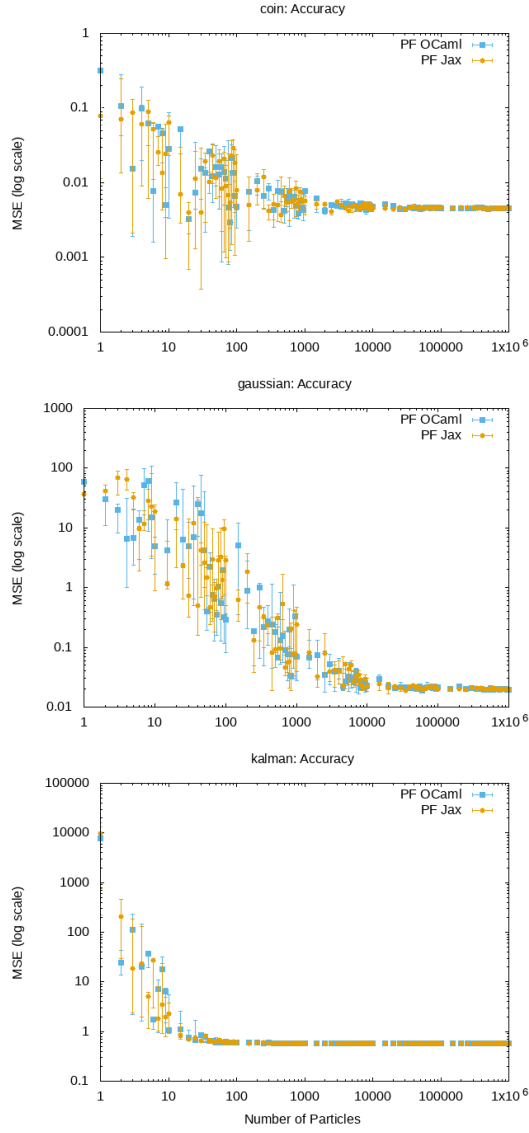 coin: Accuracy
PF OCaml
PF Jax
MSE (log scale)
1
0.1
0.01
0.001
0.0001
1 10 100 1000 10000 100000 1x10^6
gaussian: Accuracy
PF OCaml
PF Jax
MSE (log scale)
1000
100
10
1
0.1
0.01
1 10 100 1000 10000 100000 1x10^6
kalman: Accuracy
PF OCaml
PF Jax
MSE (log scale)
100000
10000
1000
100
10
1
0.1
1 10 100 1000 10000 100000 1x10^6
Number of Particles